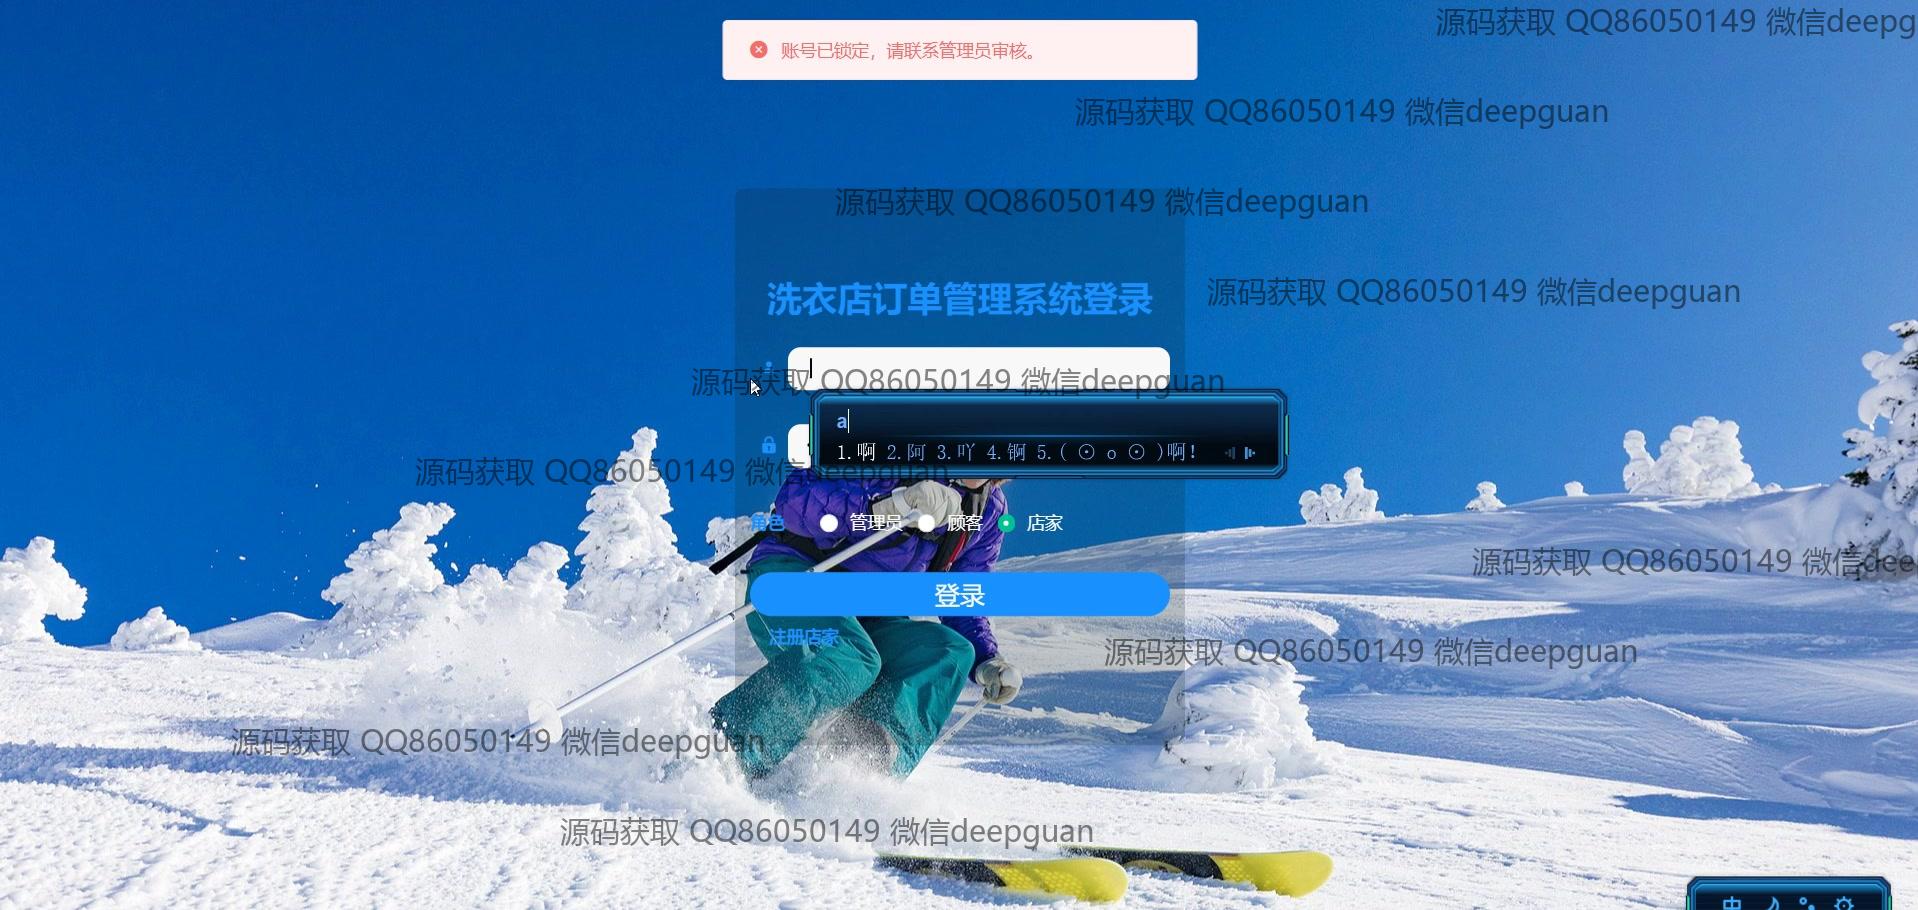 源码获取 QQ86050149 微信deepg
账号已锁定，请联系管理员审核。
源码获取 QQ86050149 微信deepguan
源码获取 QQ86050149 微信deepguan
洗衣店订单管理系统登录
源码获取 QQ86050149 微信deepguan
源码获取 QQ86050149 微信deepguan
a
1.啊 2.阿 3.吖 4.锕 5.( ⊙ o ⊙ )啊!
源码获取 QQ86050149 微信deepguan
角色 管理员 顾客 店家
源码获取 QQ86050149 微信dee
登录
注册店家
源码获取 QQ86050149 微信deepguan
源码获取 QQ86050149 微信deepguan
源码获取 QQ86050149 微信deepguan
中